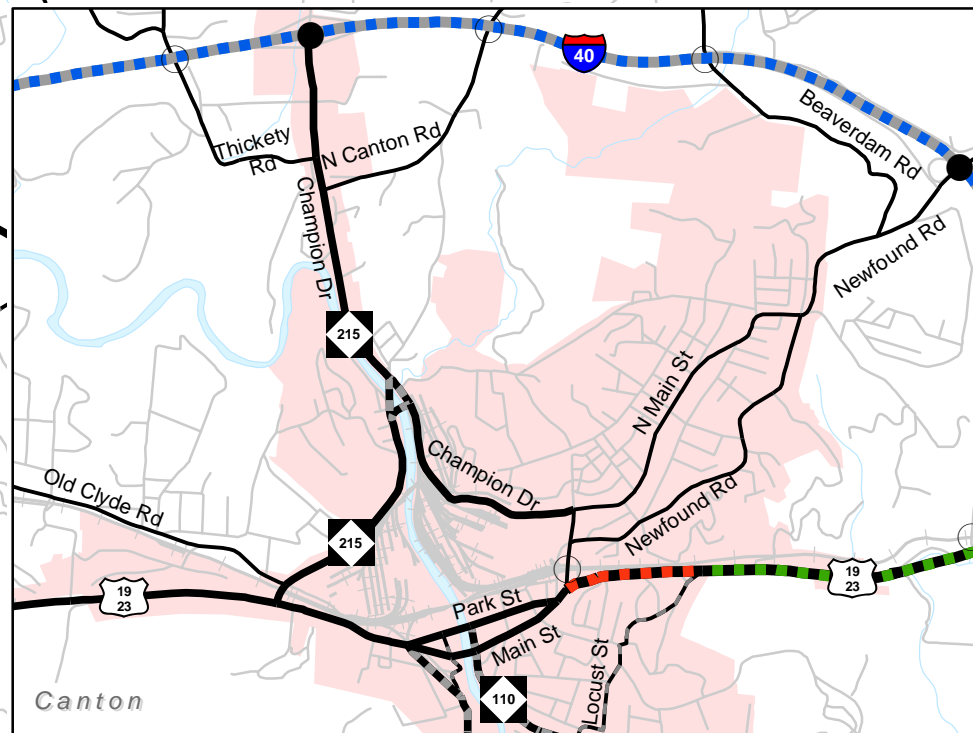 40
Beaverdam Rd
Thickety
Rd
N Canton Rd
Champion Dr
Newfound Rd
215
N Main St
Champion Dr
Old Clyde Rd
Newfound Rd
215
19
23
19
23
Park St
Main St
Locust St
110
Canton